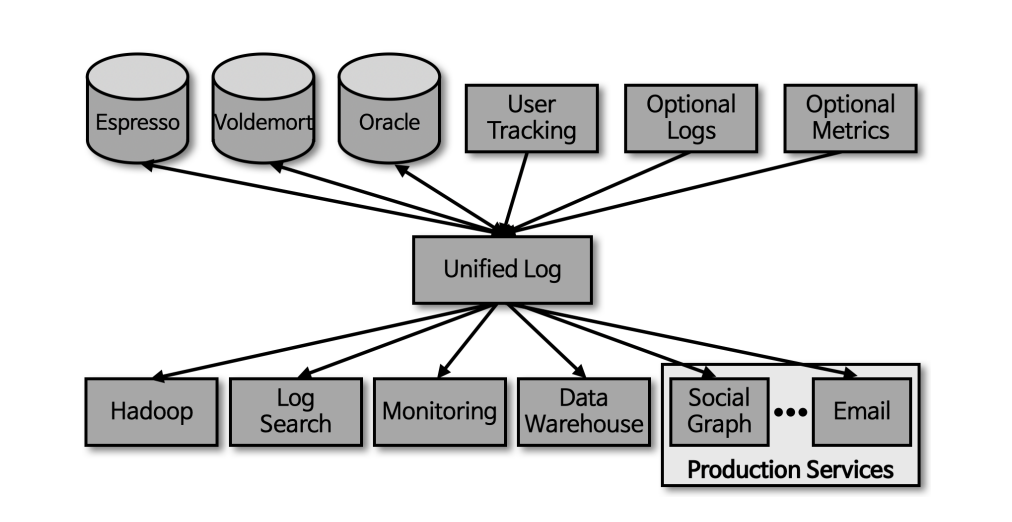 Espresso
Voldemort
Oracle
User
Tracking
Optional
Logs
Optional
Metrics
Unified Log
Hadoop
Log
Search
Monitoring
Data
Warehouse
Social
Graph
•••
Email
Production Services